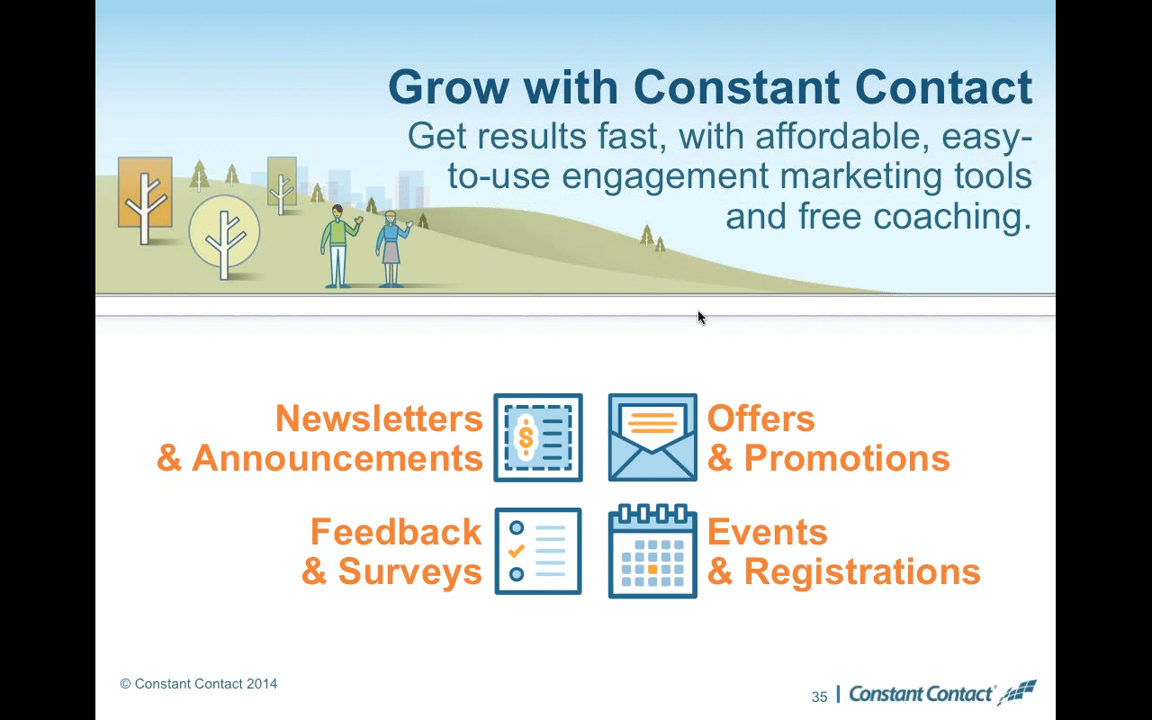 Grow with Constant Contact
Get results fast, with affordable, easy-
to-use engagement marketing tools
and free coaching.
Newsletters
& Announcements
$
Offers
& Promotions
Feedback
& Surveys
Events
& Registrations
© Constant Contact 2014
35 | Constant Contact®